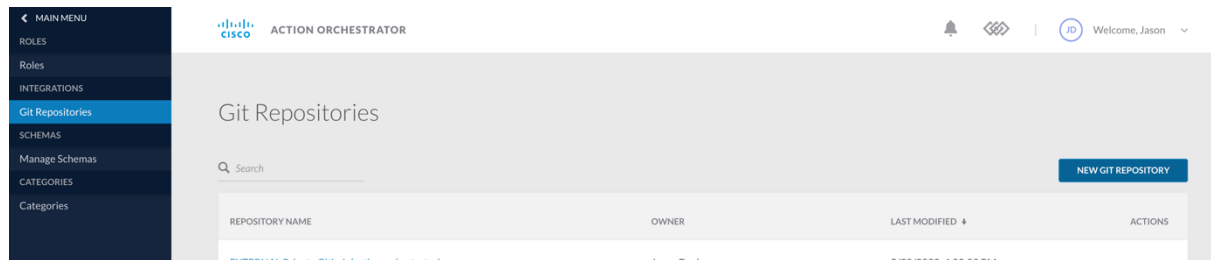 MAIN MENU
ROLES
Roles
INTEGRATIONS
Git Repositories
SCHEMAS
Manage Schemas
CATEGORIES
Categories
CISCO ACTION ORCHESTRATOR
JD Welcome, Jason
Git Repositories
Search
NEW GIT REPOSITORY
REPOSITORY NAME OWNER LAST MODIFIED ACTIONS